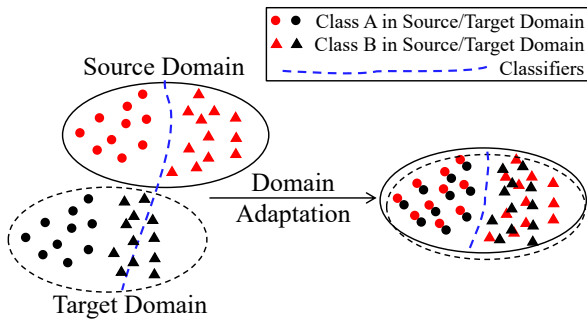 Class A in Source/Target Domain
Class B in Source/Target Domain
Classifiers
Source Domain
Domain
Adaptation
Target Domain